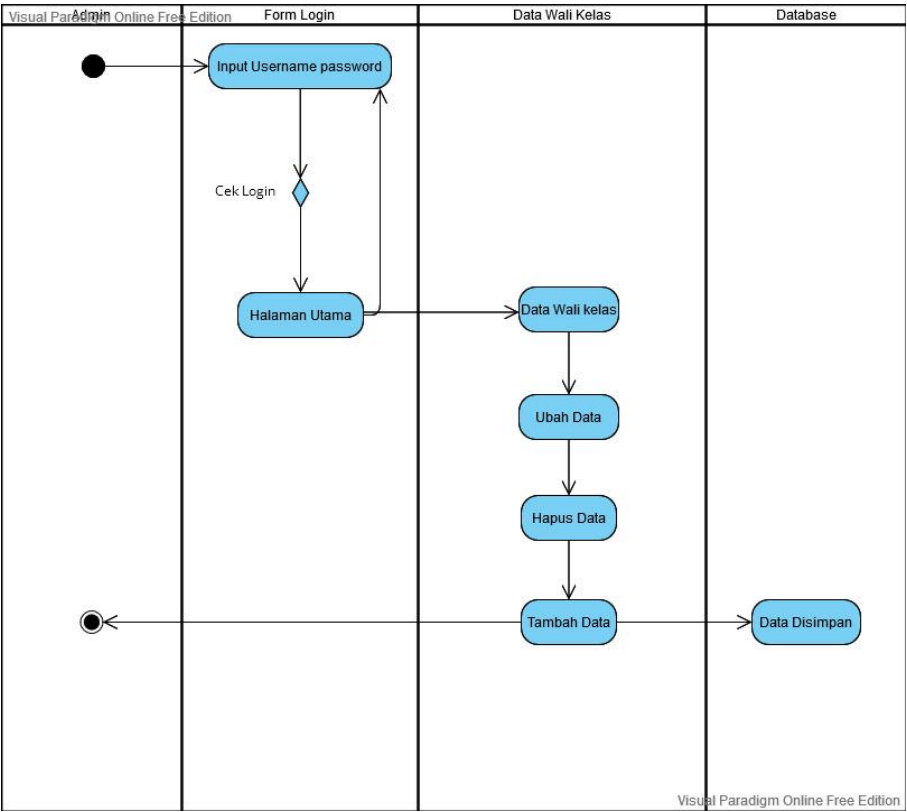 Visual Paradigm Online Free Edition
Admin
Form Login
Data Wali Kelas
Database
Input Username password
Cek Login
Halaman Utama
Data Wali kelas
Ubah Data
Hapus Data
Tambah Data
Data Disimpan
Visual Paradigm Online Free Edition